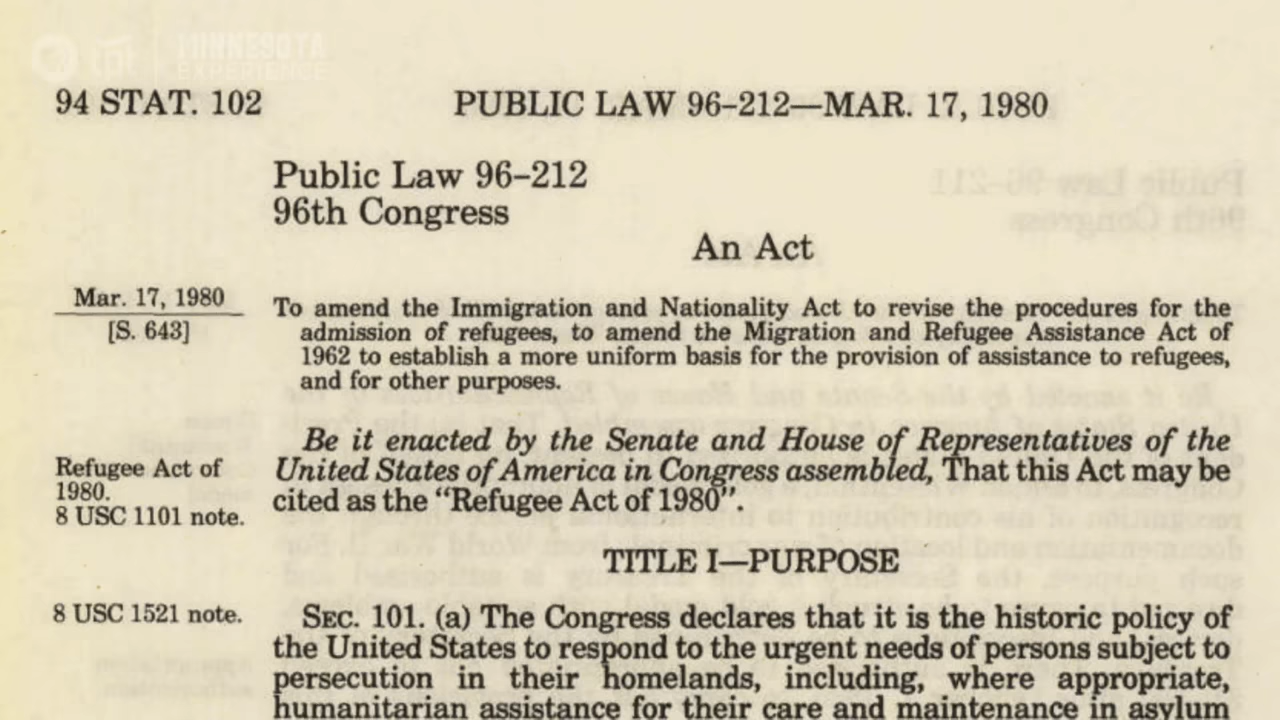 MINNESOTA
EXPERIENCE
94 STAT. 102
PUBLIC LAW 96–212—MAR. 17, 1980
Public Law 96–212
96th Congress
An Act
Mar. 17, 1980
[S. 643]
To amend the Immigration and Nationality Act to revise the procedures for the
admission of refugees, to amend the Migration and Refugee Assistance Act of
1962 to establish a more uniform basis for the provision of assistance to refugees,
and for other purposes.
Be it enacted by the Senate and House of Representatives of the
United States of America in Congress assembled, That this Act may be
cited as the “Refugee Act of 1980”.
Refugee Act of
1980.
8 USC 1101 note.
TITLE I—PURPOSE
8 USC 1521 note.
SEC. 101. (a) The Congress declares that it is the historic policy of
the United States to respond to the urgent needs of persons subject to
persecution in their homelands, including, where appropriate,
humanitarian assistance for their care and maintenance in asylum